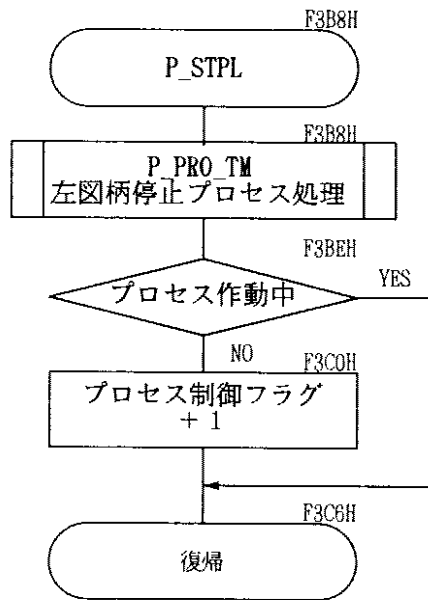 F3B8H
P_STPL
F3B8H
P_PRO_TM
左図柄停止プロセス処理
F3BEH
プロセス作動中
YES
NO
F3C0H
プロセス制御フラグ
+ 1
F3C6H
復帰